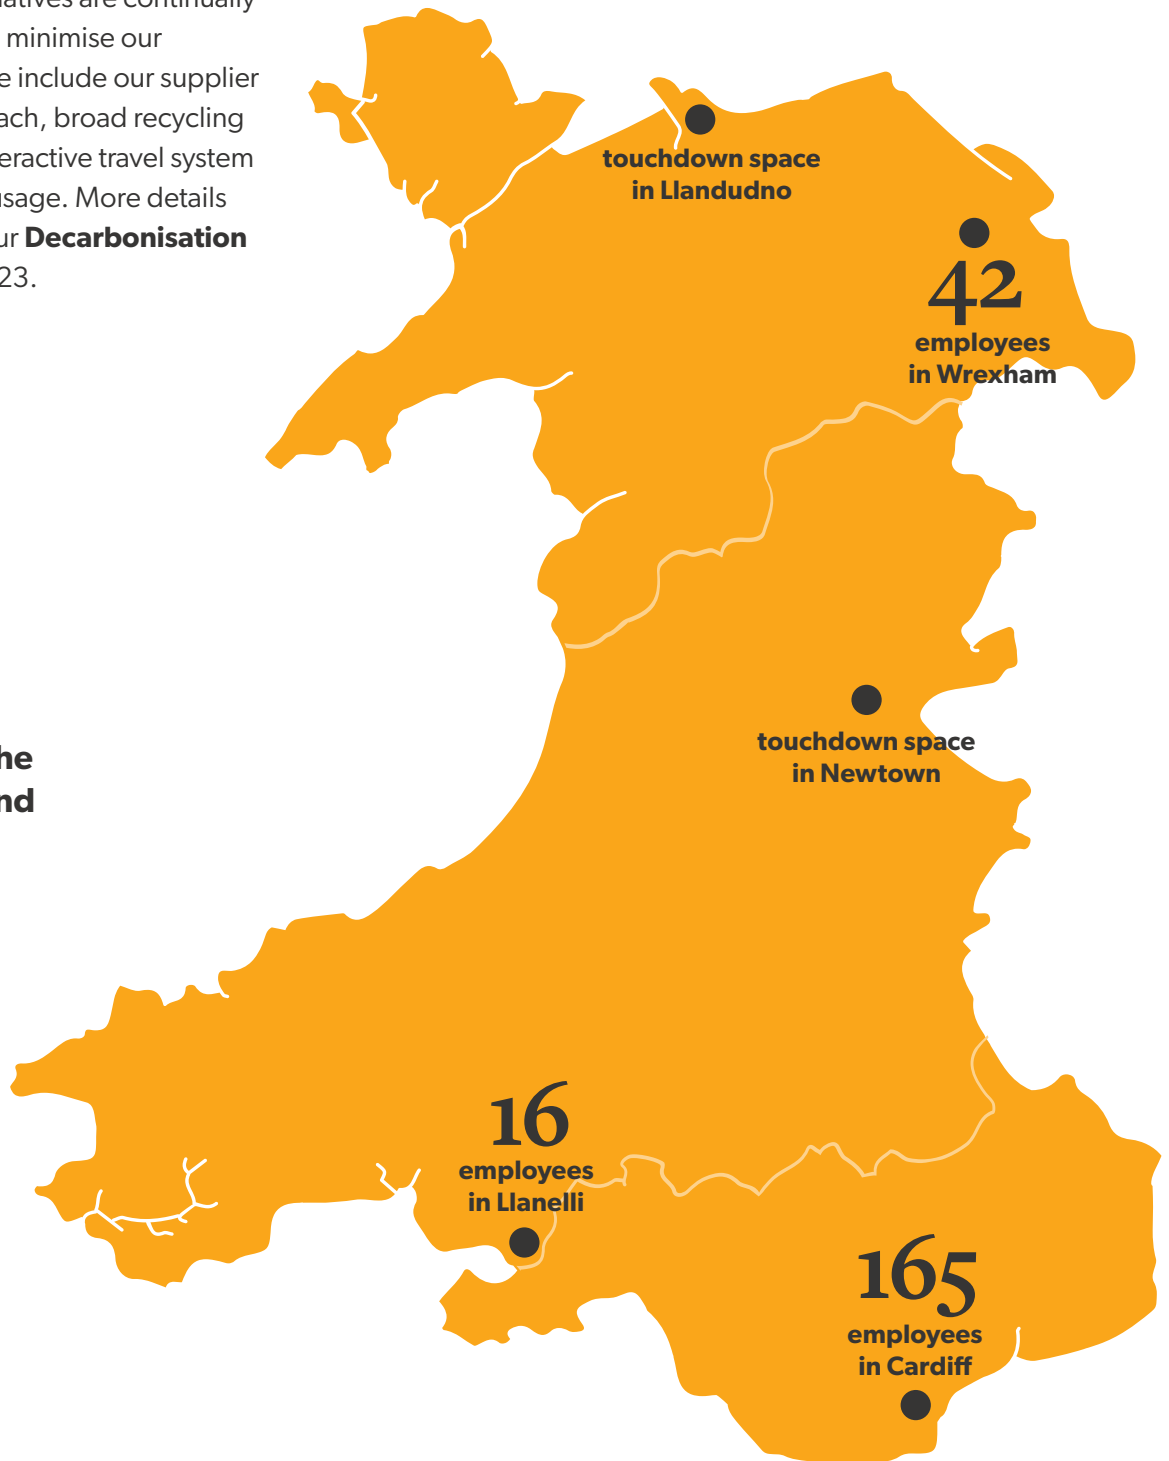 minimise our
e include our supplier
ach, broad recycling
eractive travel system
sage. More details
ur Decarbonisation
23.
he
nd
touchdown space
in Llandudno
42
employees
in Wrexham
touchdown space
in Newtown
16
employees
in Llanelli
165
employees
in Cardiff